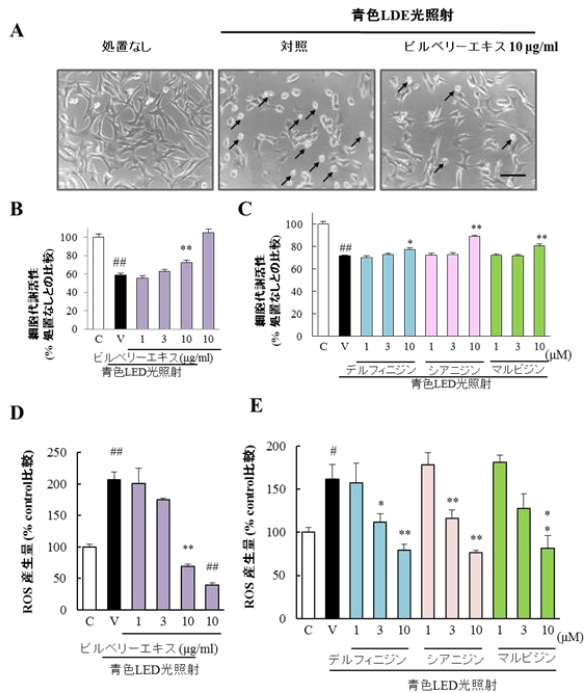 青色LDE光照射
A
処置なし 対照 ビルベリーエキス 10 μg/ml
B
細胞代謝活性
(% 処置なしとの比較)
100
80
60
40
20
0
##
**
C V 1 3 10 10
ビルベリーエキス(μg/ml)
青色LED光照射
C
細胞代謝活性
(% 処置なしとの比較)
100
80
60
40
20
0
##
*
**
**
C V 1 3 10 1 3 10 1 3 10 (μM)
デルフィニジン シアニジン マルビジン
青色LED光照射
D
ROS 産生量 (% control比較)
250
200
150
100
50
0
##
**
##
C V 1 3 10 10
ビルベリーエキス(μg/ml)
青色LED光照射
E
ROS 産生量 (% control比較)
200
150
100
50
0
#
*
**
**
**
*
*
C V 1 3 10 1 3 10 1 3 10 (μM)
デルフィニジン シアニジン マルビジン
青色LED光照射